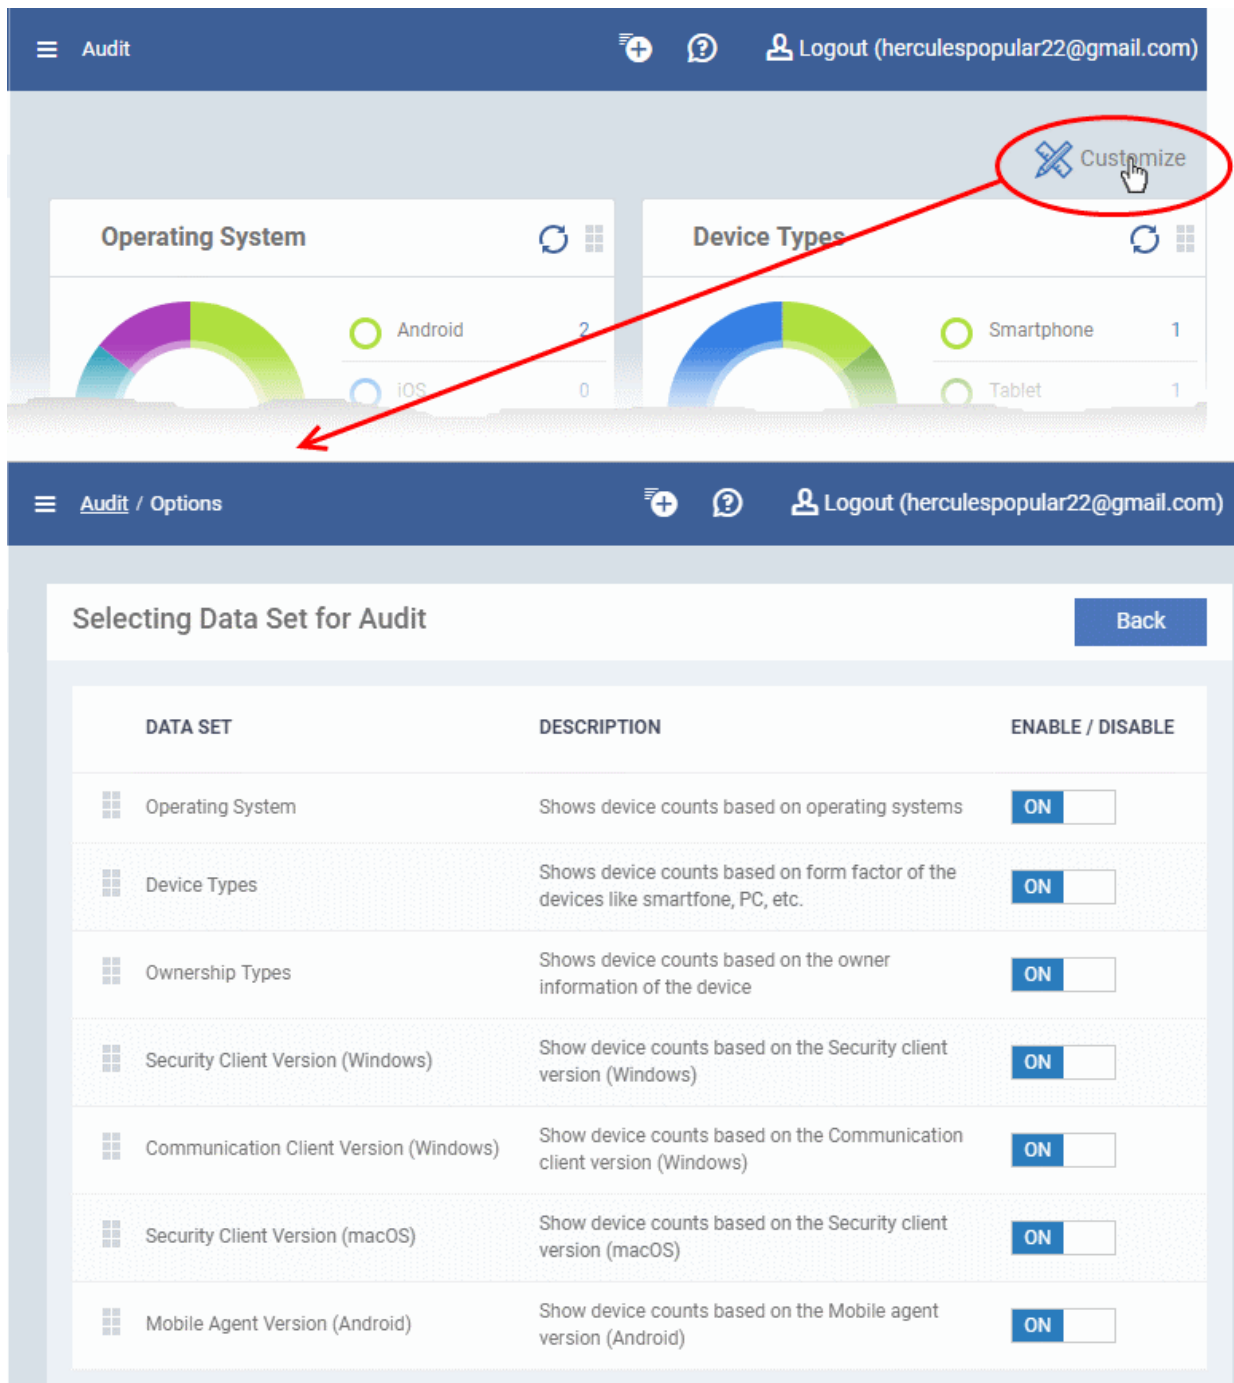 Audit
Logout (herculespopular22@gmail.com)
Customize
Operating System
Device Types
Android 2
Smartphone 1
iOS 0
Tablet 1
Audit / Options
Logout (herculespopular22@gmail.com)
Selecting Data Set for Audit
Back
DATA SET DESCRIPTION ENABLE / DISABLE
Operating System Shows device counts based on operating systems ON
Device Types
Shows device counts based on form factor of the
devices like smartfone, PC, etc.
ON
Ownership Types
Shows device counts based on the owner
information of the device
ON
Security Client Version (Windows)
Show device counts based on the Security client
version (Windows)
ON
Communication Client Version (Windows)
Show device counts based on the Communication
client version (Windows)
ON
Security Client Version (macOS)
Show device counts based on the Security client
version (macOS)
ON
Mobile Agent Version (Android)
Show device counts based on the Mobile agent
version (Android)
ON